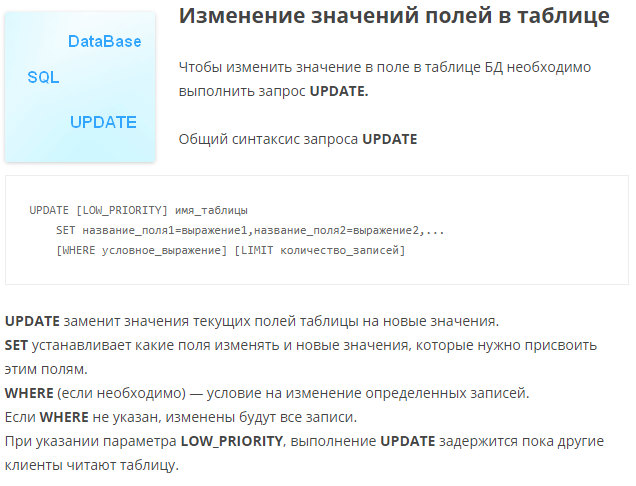 DataBase
SQL
UPDATE
Изменение значений полей в таблице
Чтобы изменить значение в поле в таблице БД необходимо
выполнить запрос UPDATE.
Общий синтаксис запроса UPDATE
UPDATE [LOW_PRIORITY] имя_таблицы
SET название_поля1=выражение1,название_поля2=выражение2,...
[WHERE условное_выражение] [LIMIT количество_записей]
UPDATE заменит значения текущих полей таблицы на новые значения.
SET устанавливает какие поля изменять и новые значения, которые нужно присвоить
этим полям.
WHERE (если необходимо) — условие на изменение определенных записей.
Если WHERE не указан, изменены будут все записи.
При указании параметра LOW_PRIORITY, выполнение UPDATE задержится пока другие
клиенты читают таблицу.